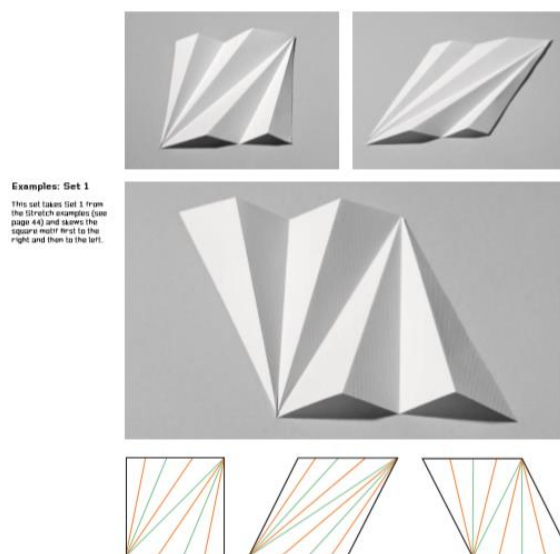 Examples: Set 1
This set takes Set 1 from
the Stretch examples (see
page 44) and skews the
square motif first to the
right and then to the left.